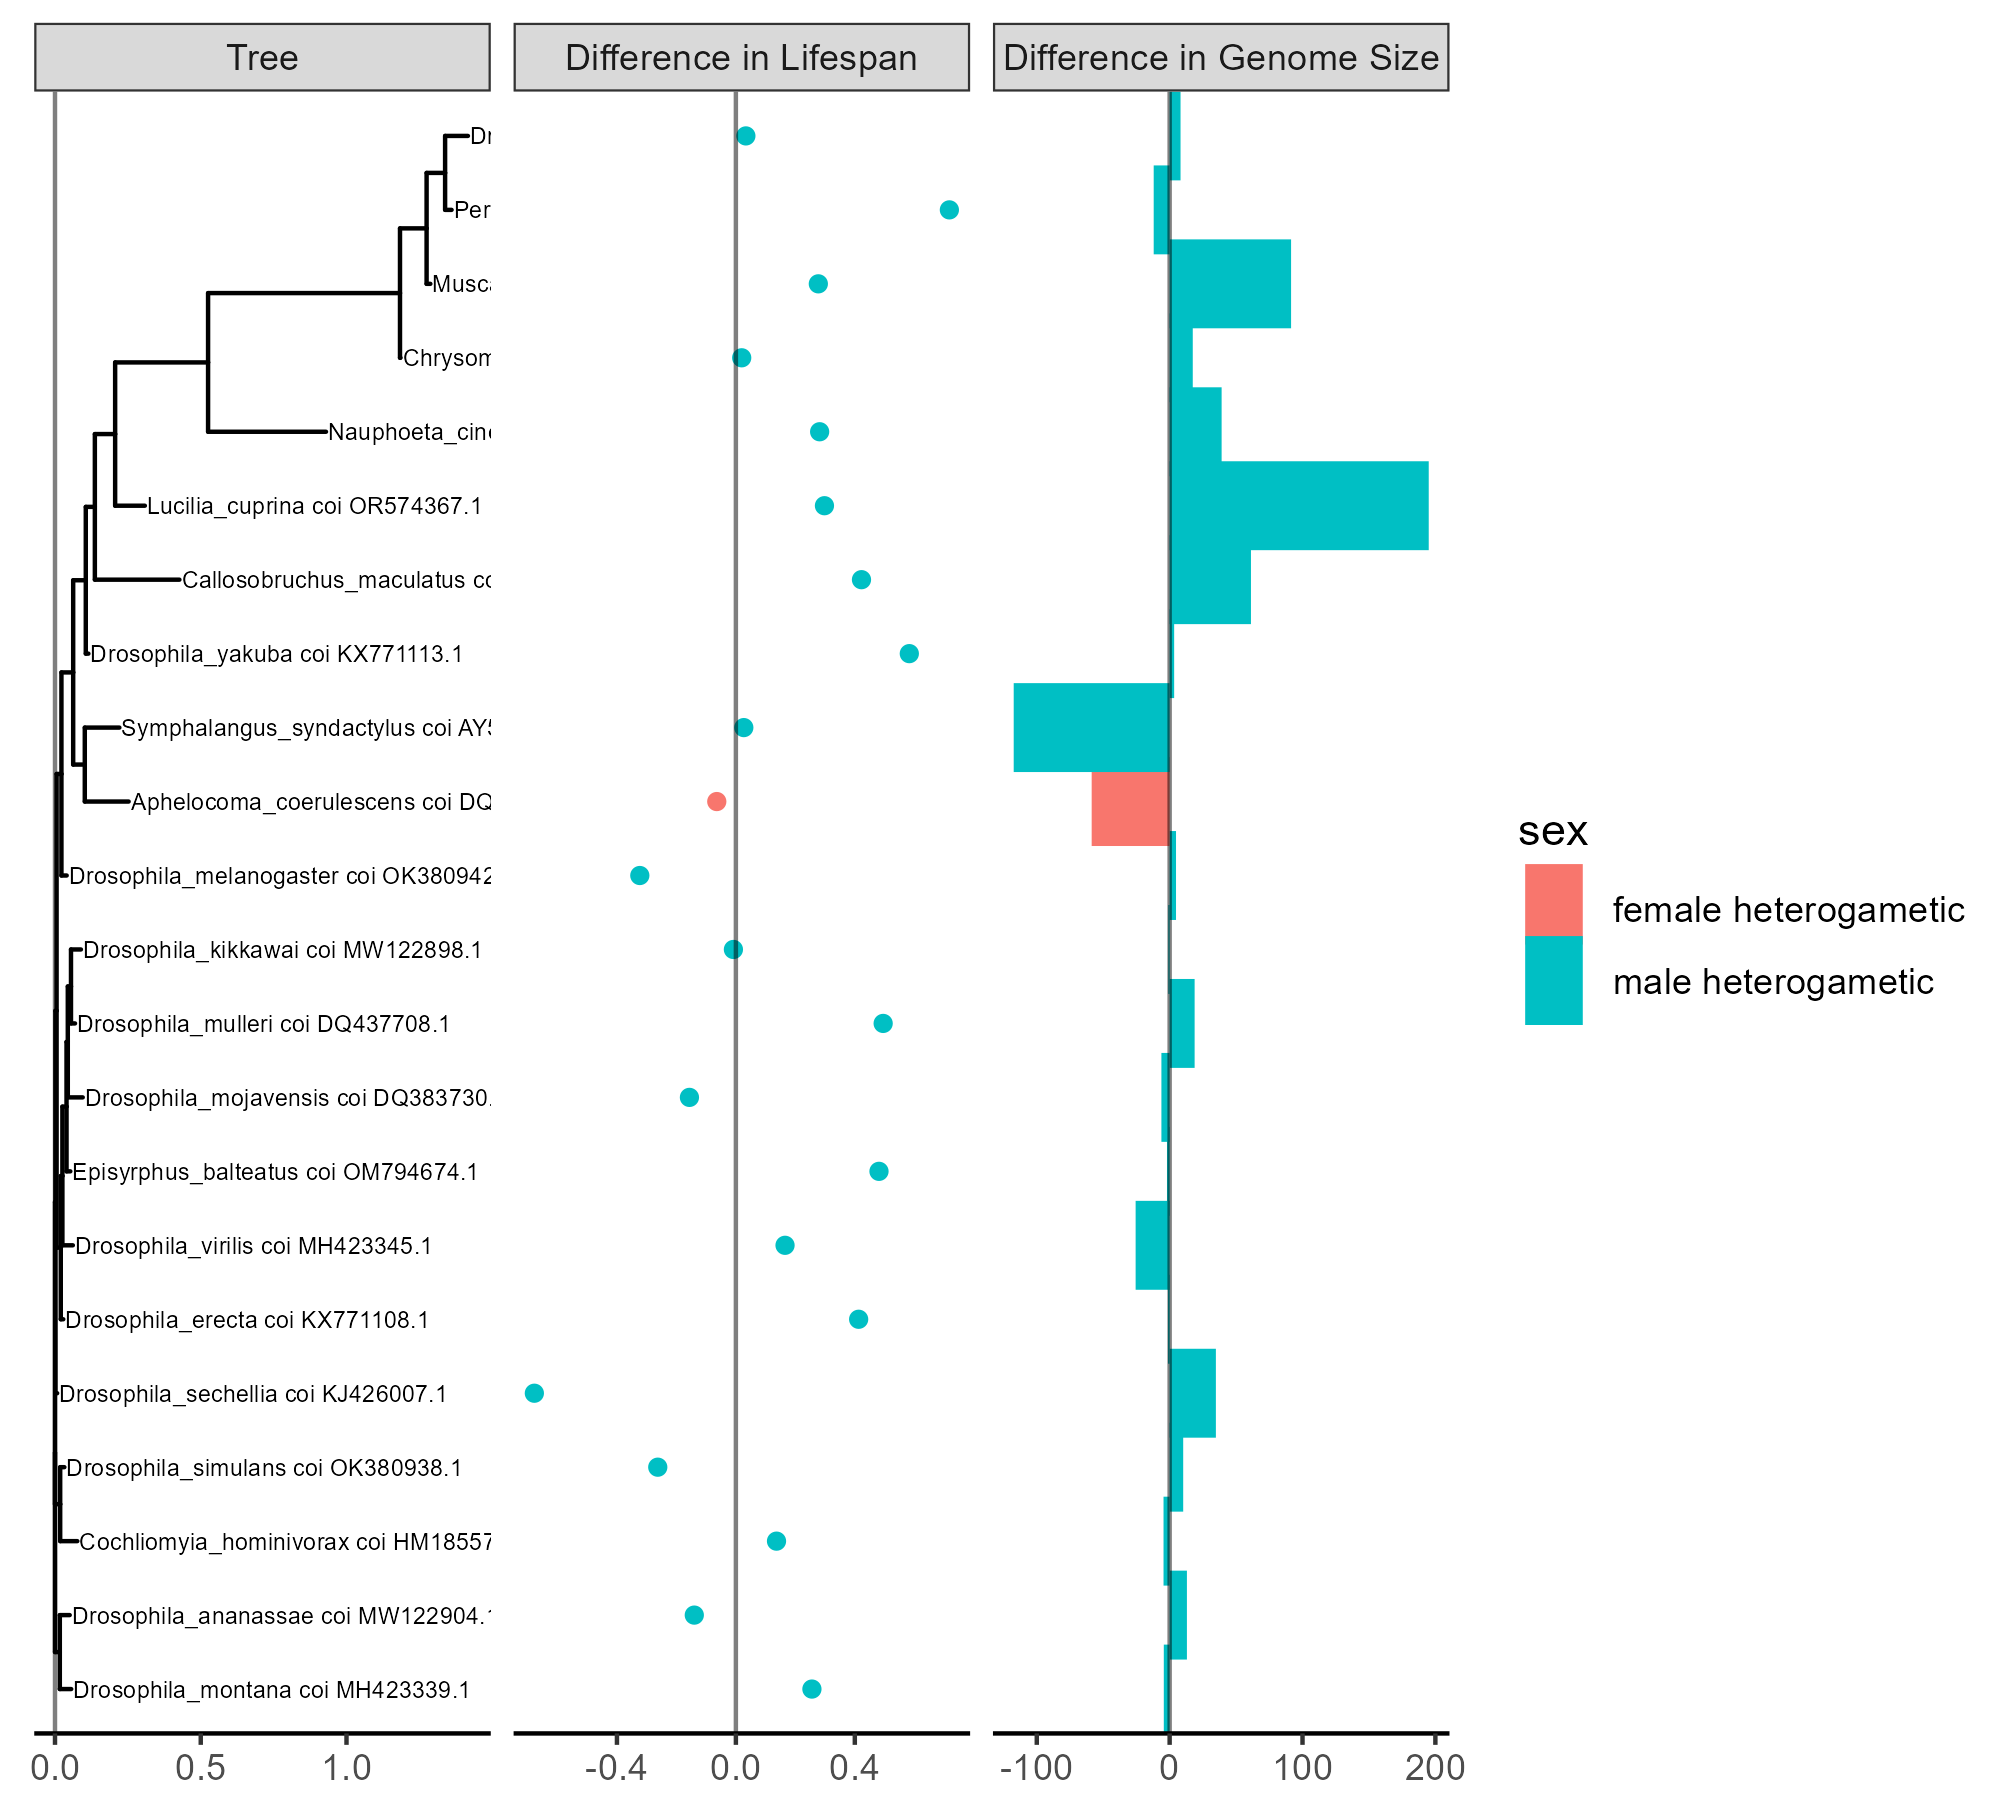 Tree
Difference in Lifespan
Difference in Genome Size
Dr
Per
Musca
Chrysom
Nauphoeta_cine
Lucilia_cuprina coi OR574367.1
Callosobruchus_maculatus co
Drosophila_yakuba coi KX771113.1
Symphalangus_syndactylus coi AY5
Aphelocoma_coerulescens coi DQ
Drosophila_melanogaster coi OK380942
Drosophila_kikkawai coi MW122898.1
Drosophila_mulleri coi DQ437708.1
Drosophila_mojavensis coi DQ383730.
Episyrphus_balteatus coi OM794674.1
Drosophila_virilis coi MH423345.1
Drosophila_erecta coi KX771108.1
Drosophila_sechellia coi KJ426007.1
Drosophila_simulans coi OK380938.1
Cochliomyia_hominivorax coi HM18557
Drosophila_ananassae coi MW122904.1
Drosophila_montana coi MH423339.1
0.0 0.5 1.0
-0.4 0.0 0.4
-100 0 100 200
sex
female heterogametic
male heterogametic